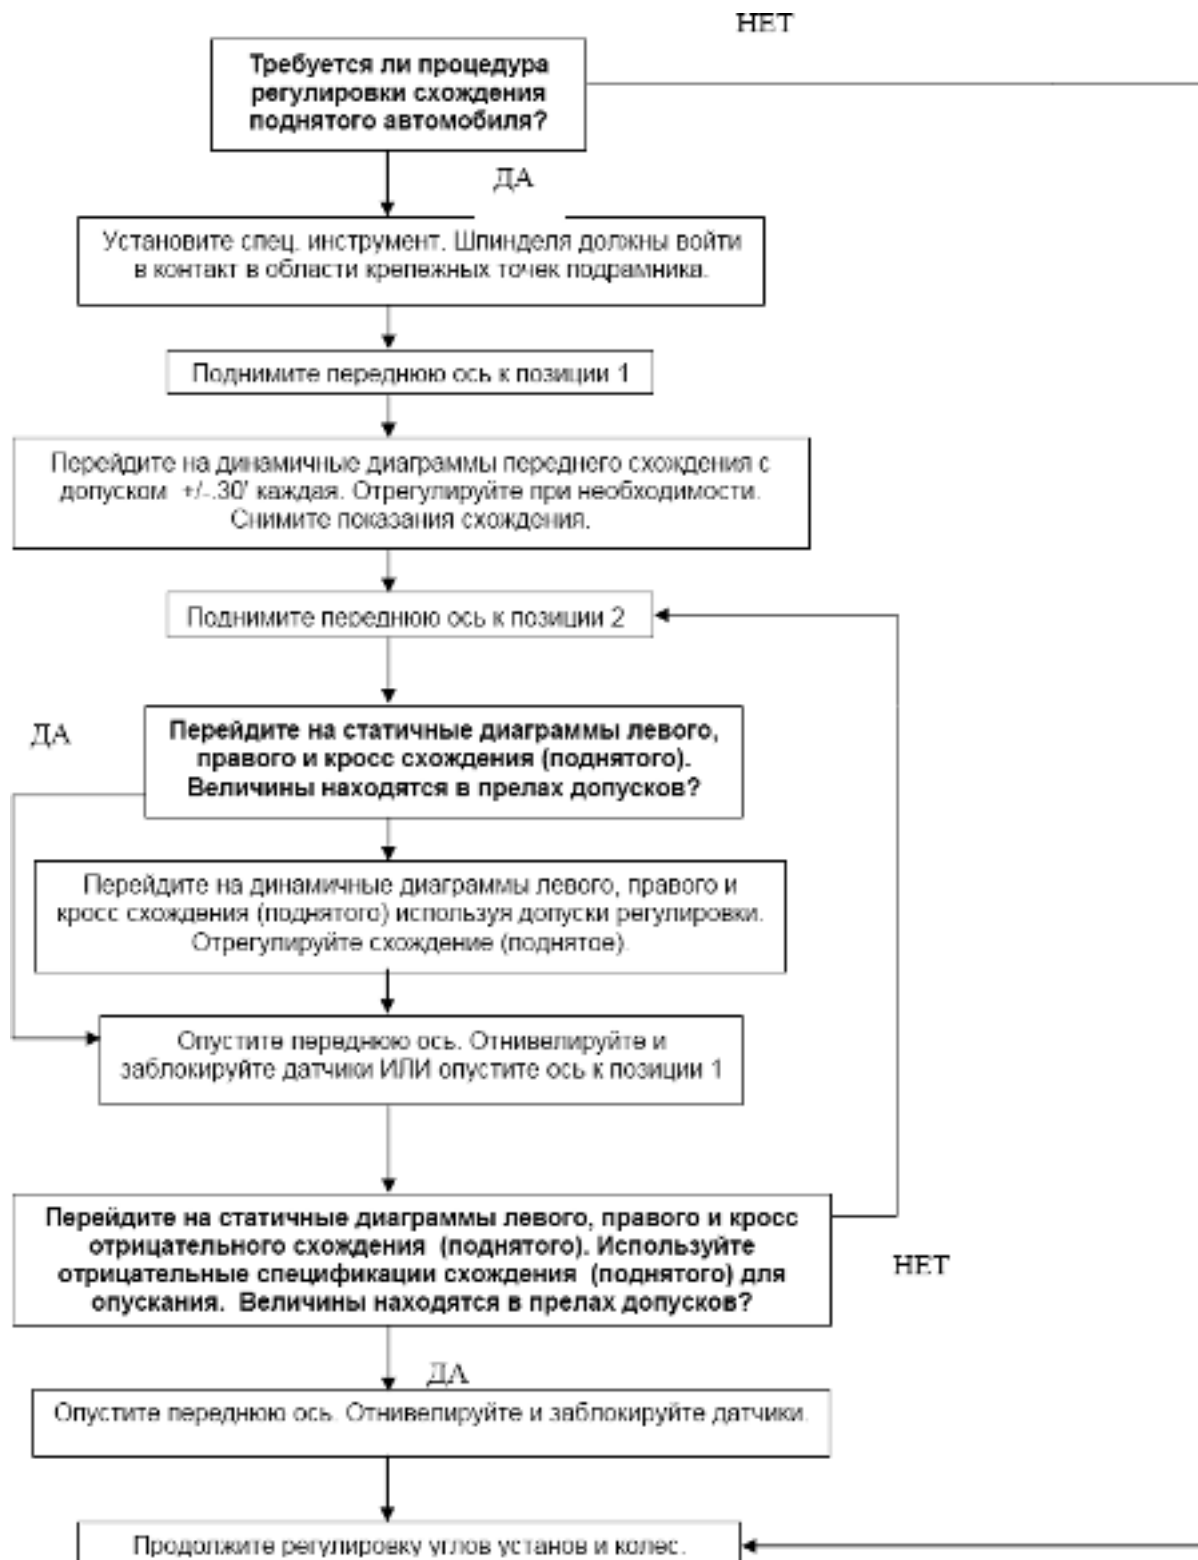 НЕТ
Требуется ли процедура
регулировки схождения
поднятого автомобиля?
ДА
Установите спец. инструмент. Шпинделя должны войти
в контакт в области крепежных точек подрамника.
Поднимите переднюю ось к позиции 1
Перейдите на динамичные диаграммы переднего схождения с
допуском +/-.30' каждая. Отрегулируйте при необходимости.
Снимите показания схождения.
Поднимите переднюю ось к позиции 2
ДА
Перейдите на статичные диаграммы левого,
правого и кросс схождения (поднятого).
Величины находятся в прелах допусков?
Перейдите на динамичные диаграммы левого, правого и
кросс схождения (поднятого) используя допуски регулировки.
Отрегулируйте схождение (поднятое).
Опустите переднюю ось. Отнивелируйте и
заблокируйте датчики ИЛИ опустите ось к позиции 1
Перейдите на статичные диаграммы левого, правого и кросс
отрицательного схождения (поднятого). Используйте
отрицательные спецификации схождения (поднятого) для
опускания. Величины находятся в прелах допусков?
НЕТ
ДА
Опустите переднюю ось. Отнивелируйте и заблокируйте датчики.
Продолжите регулировку углов установ и колес.